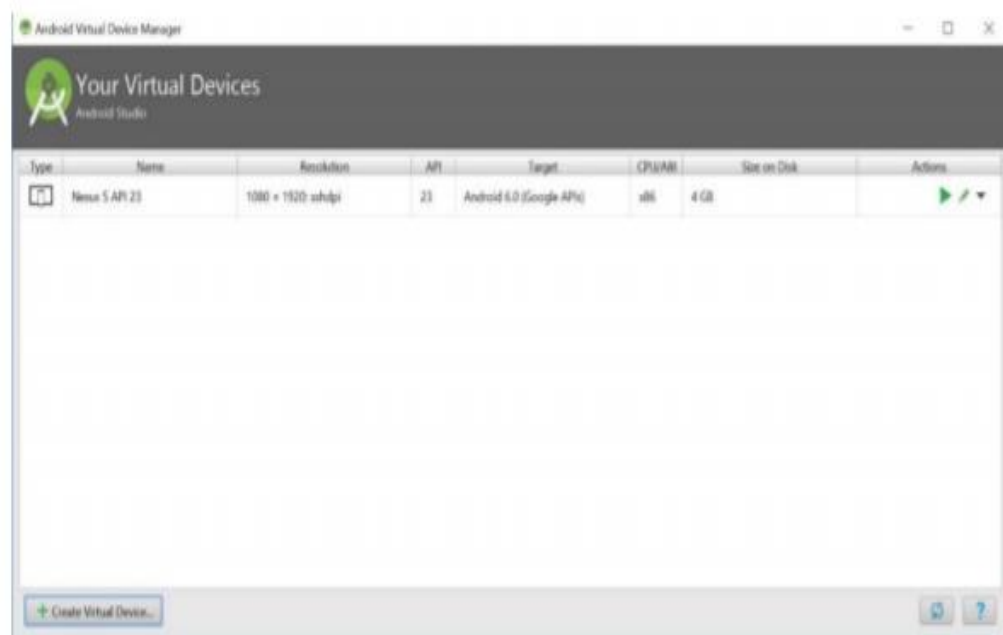 Android Virtual Device Manager
Your Virtual Devices
Android Studio
Type Name Resolution API Target CPU/ABI Size on Disk Actions
Nexus 5 API 23 1080 × 1920: xxhdpi 23 Android 6.0 (Google APIs) x86 4 GB
+ Create Virtual Device...
?